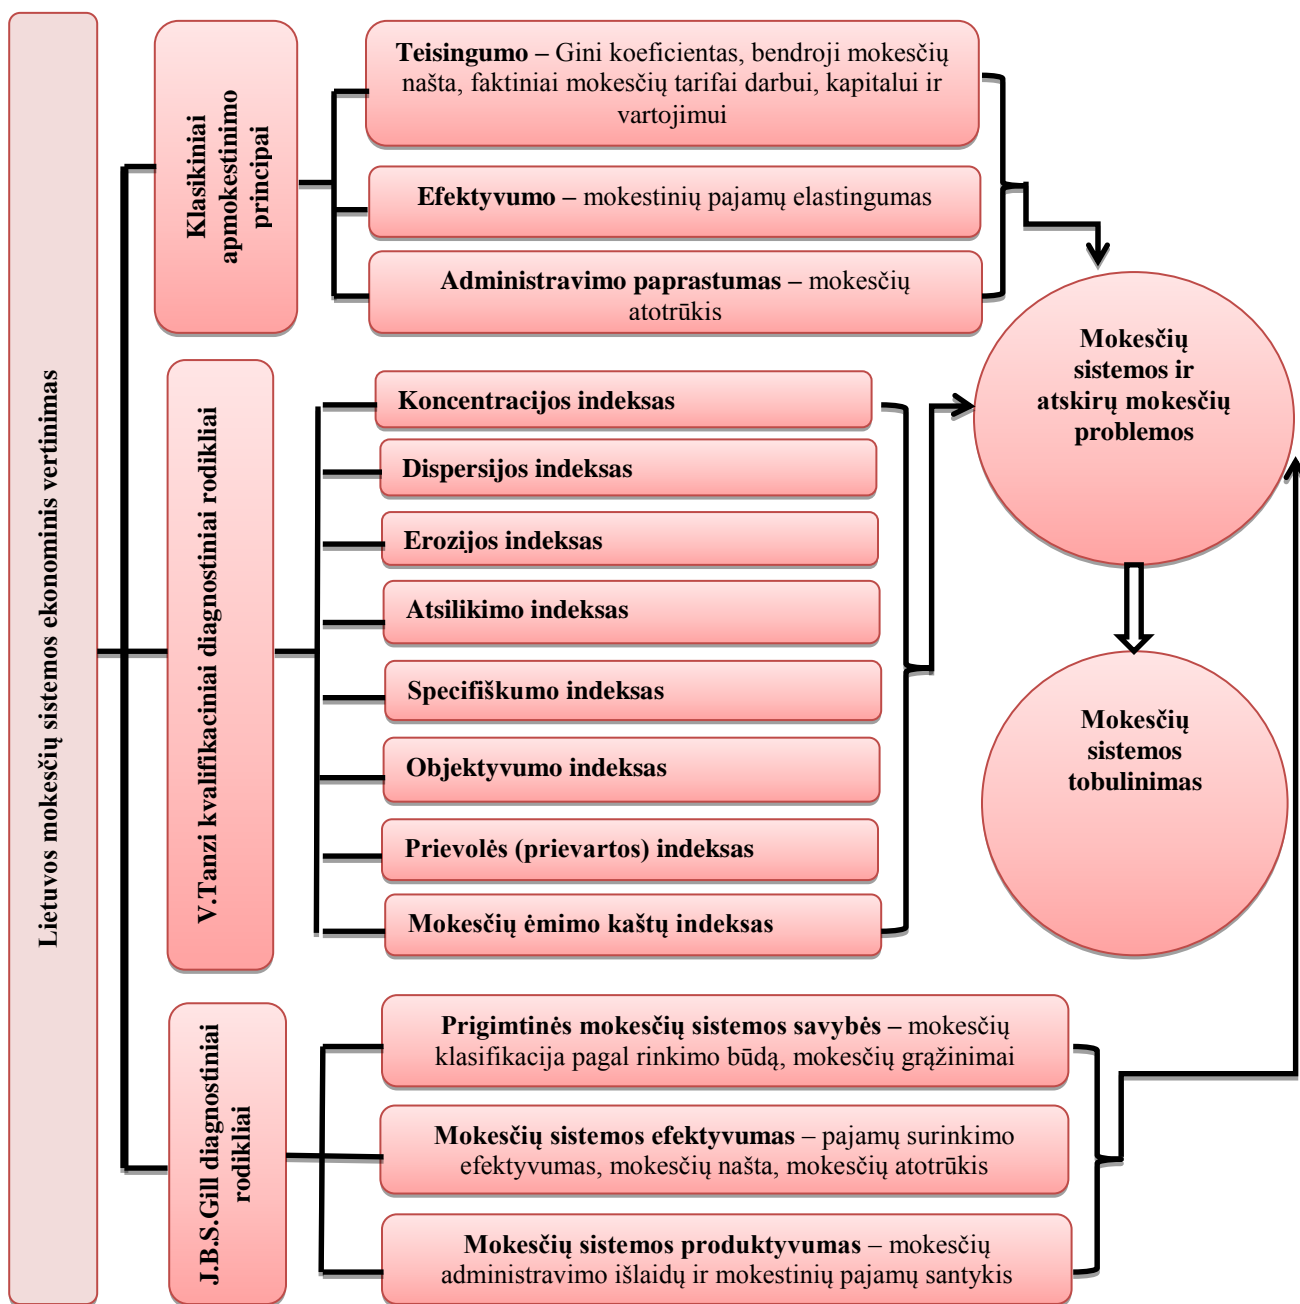 Lietuvos mokesčių sistemos ekonominis vertinimas
Klasikiniai
apmokestinimo
principai
Teisingumo – Gini koeficientas, bendroji mokesčių
našta, faktiniai mokesčių tarifai darbui, kapitalui ir
vartojimui
Efektyvumo – mokestinių pajamų elastingumas
Administravimo paprastumas – mokesčių
atotrūkis
V.Tanzi kvalifikaciniai diagnostiniai rodikliai
Koncentracijos indeksas
Dispersijos indeksas
Erozijos indeksas
Atsilikimo indeksas
Specifiškumo indeksas
Objektyvumo indeksas
Prievolės (prievartos) indeksas
Mokesčių ėmimo kaštų indeksas
J.B.S.Gill diagnostiniai
rodikliai
Prigimtinės mokesčių sistemos savybės – mokesčių
klasifikacija pagal rinkimo būdą, mokesčių grąžinimai
Mokesčių sistemos efektyvumas – pajamų surinkimo
efektyvumas, mokesčių našta, mokesčių atotrūkis
Mokesčių sistemos produktyvumas – mokesčių
administravimo išlaidų ir mokestinių pajamų santykis
Mokesčių
sistemos ir
atskirų mokesčių
problemos
Mokesčių
sistemos
tobulinimas